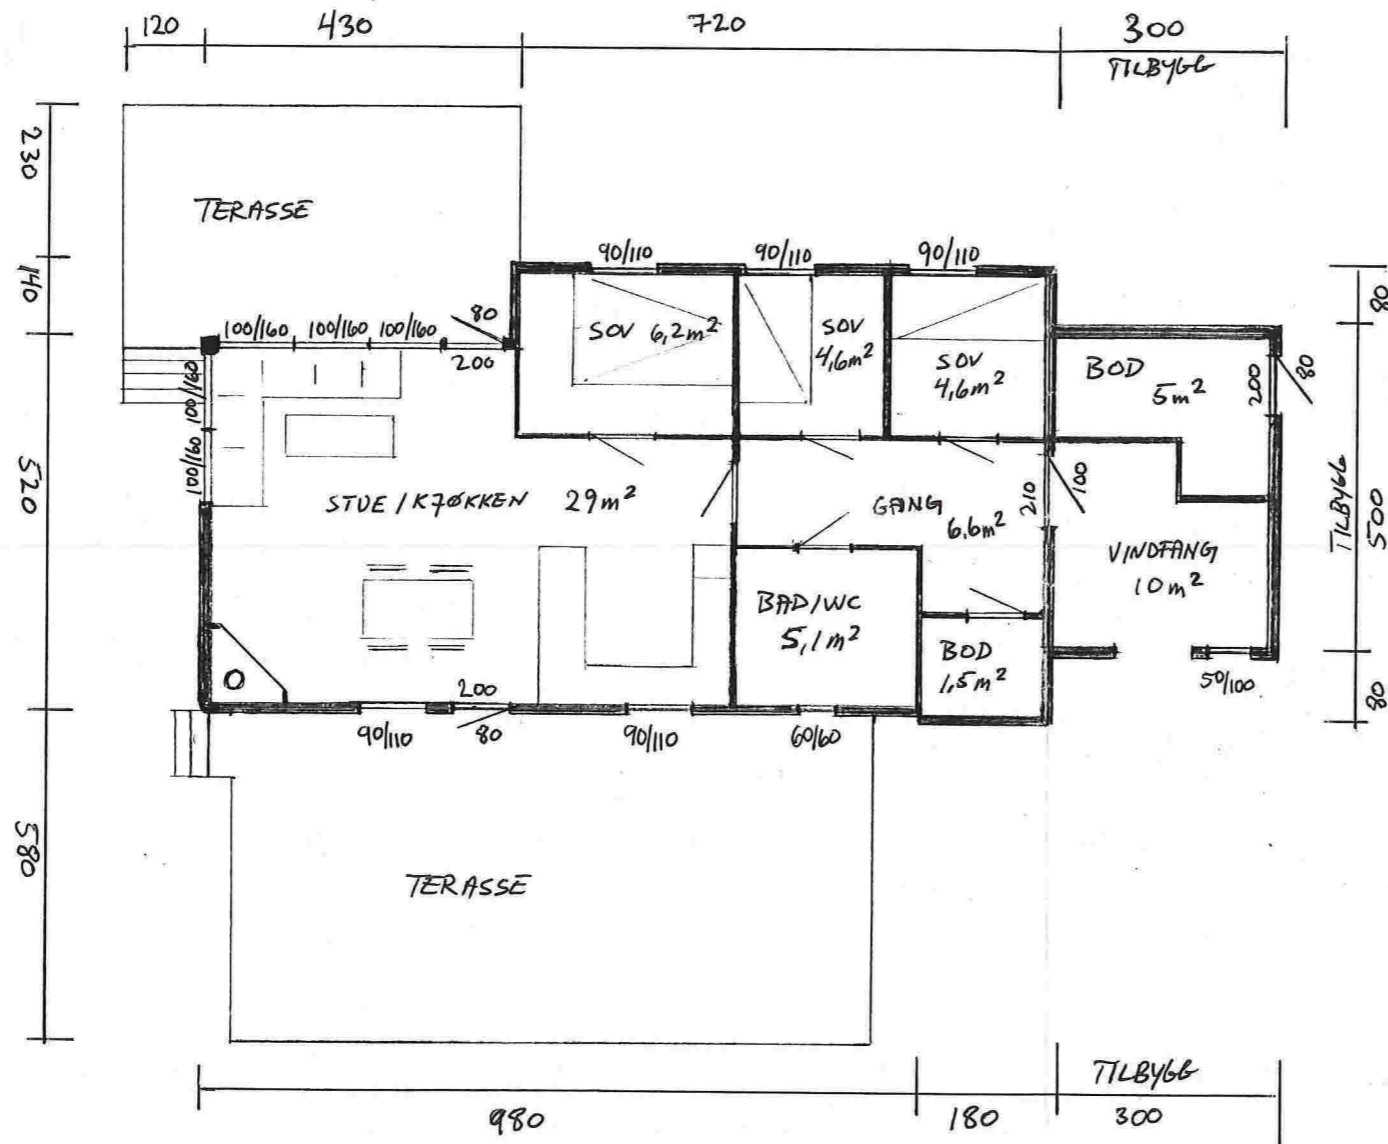 120 430 720 300
TILBYGG
230
TERASSE
90/110 90/110 90/110
140
80
80
100/160 100/160 100/160
200
SOV 6,2m²
SOV
4,6m²
SOV
4,6m²
BOD
5m²
200
80
100/160
100/160
520
STUE / KJØKKEN 29m²
GANG
6,6m²
210
100
TILBYGG
500
VINDFANG
10m²
BAD/WC
5,1m²
BOD
1,5m²
50/100
80
200
90/110 80 90/110 60/60
580
TERASSE
TILBYGG
980 180 300